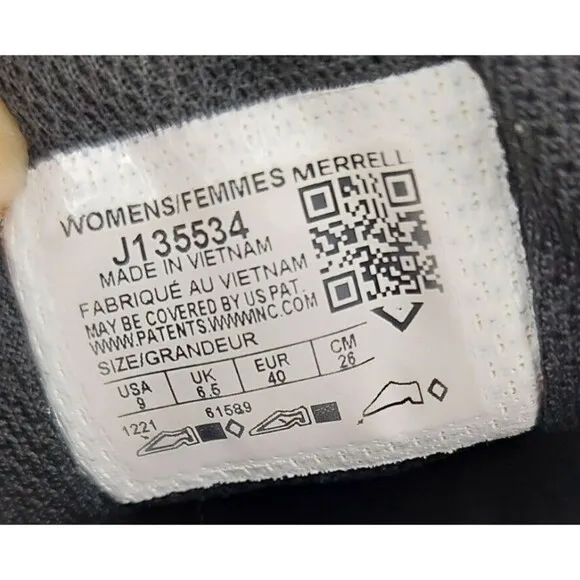 WOMENS/FEMMES MERRELL
J135534
MADE IN VIETNAM
FABRIQUÉ AU VIETNAM
MAY BE COVERED BY US PAT.
WWW.PATENTS.WWWINC.COM
SIZE/GRANDEUR
USA UK EUR CM
9 6.5 40 26
1221 61589